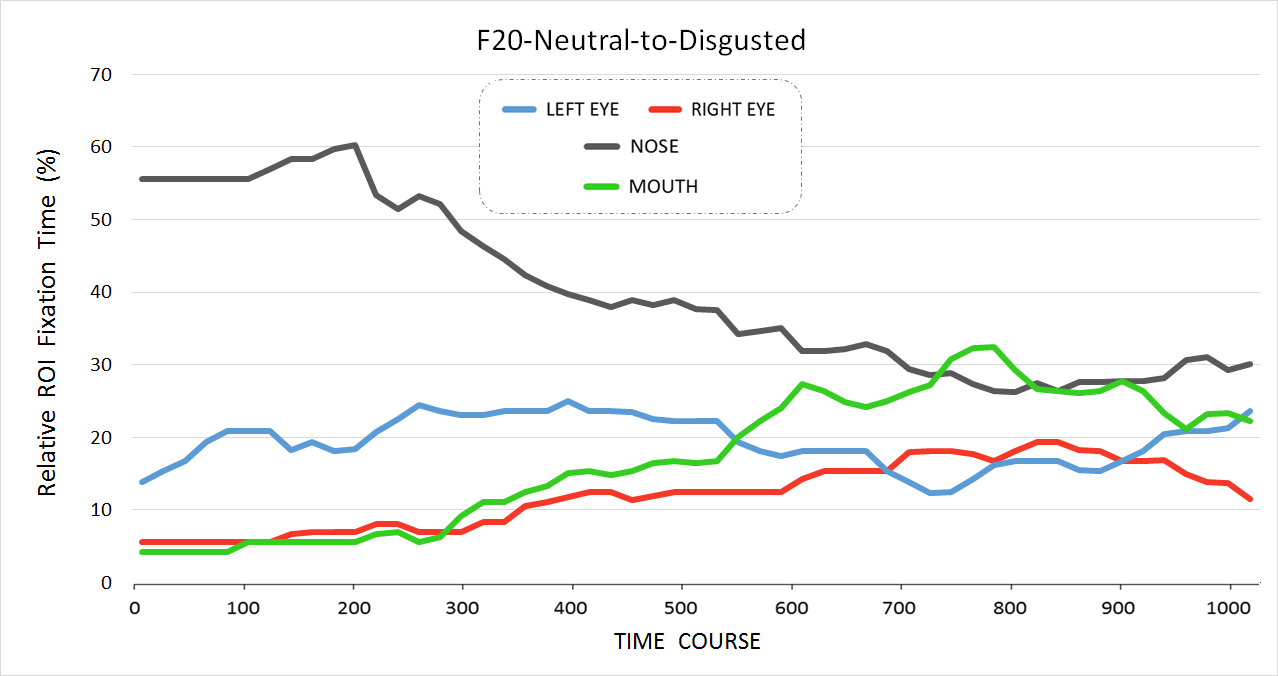 F20-Neutral-to-Disgusted
LEFT EYE RIGHT EYE
NOSE
MOUTH
Relative ROI Fixation Time (%)
70
60
50
40
30
20
10
0
0 100 200 300 400 500 600 700 800 900 1000
TIME COURSE